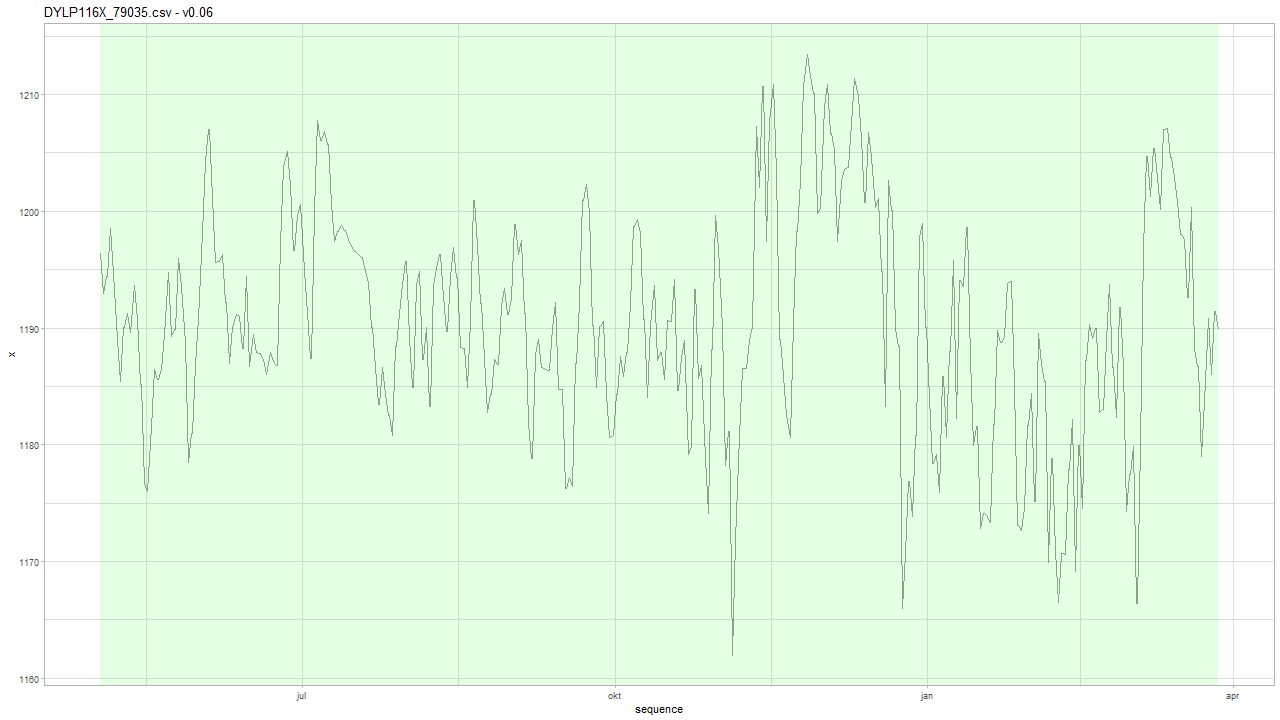 DYLP116X_79035.csv - v0.06
1210
1200
1190
1180
1170
1160
x
jul
okt
jan
apr
sequence